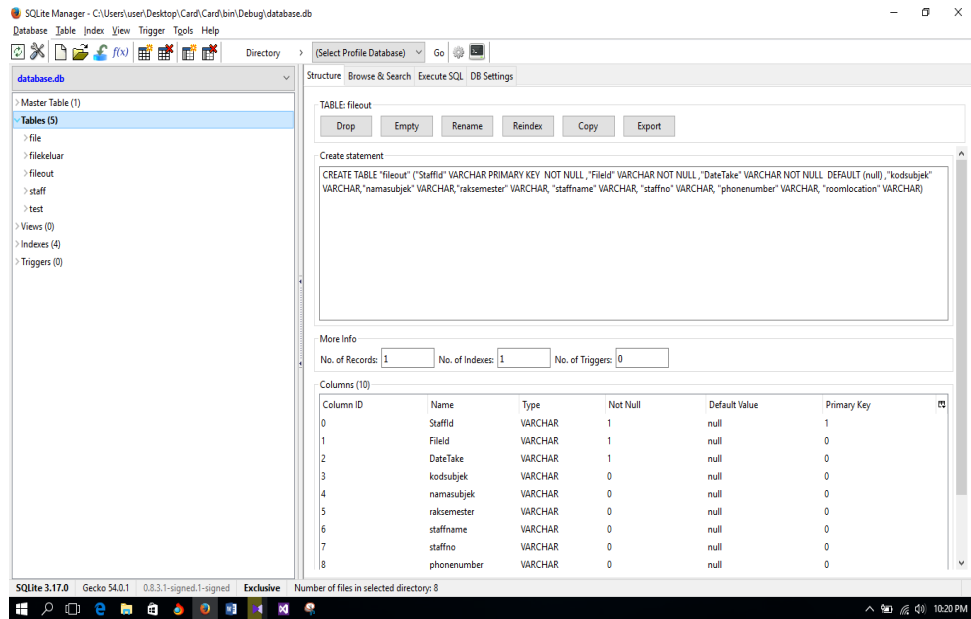 SQLite Manager - C:\Users\user\Desktop\Card\Card\bin\Debug\database.db
Database Table Index View Trigger Tools Help
f(x) Directory > (Select Profile Database) Go
database.db
Master Table (1)
Tables (5)
file
filekeluar
fileout
staff
test
Views (0)
Indexes (4)
Triggers (0)
Structure Browse & Search Execute SQL DB Settings
TABLE: fileout
Drop Empty Rename Reindex Copy Export
Create statement
CREATE TABLE "fileout" ("StaffId" VARCHAR PRIMARY KEY NOT NULL ,"FileId" VARCHAR NOT NULL ,"DateTake" VARCHAR NOT NULL DEFAULT (null) ,"kodsubjek"
VARCHAR,"namasubjek" VARCHAR,"raksemester" VARCHAR, "staffname" VARCHAR, "staffno" VARCHAR, "phonenumber" VARCHAR, "roomlocation" VARCHAR)
More Info
No. of Records: 1 No. of Indexes: 1 No. of Triggers: 0
Columns (10)
Column ID Name Type Not Null Default Value Primary Key
0 StaffId VARCHAR 1 null 1
1 FileId VARCHAR 1 null 0
2 DateTake VARCHAR 1 null 0
3 kodsubjek VARCHAR 0 null 0
4 namasubjek VARCHAR 0 null 0
5 raksemester VARCHAR 0 null 0
6 staffname VARCHAR 0 null 0
7 staffno VARCHAR 0 null 0
8 phonenumber VARCHAR 0 null 0
SQLite 3.17.0 Gecko 54.0.1 0.8.3.1-signed.1-signed Exclusive Number of files in selected directory: 8
10:20 PM